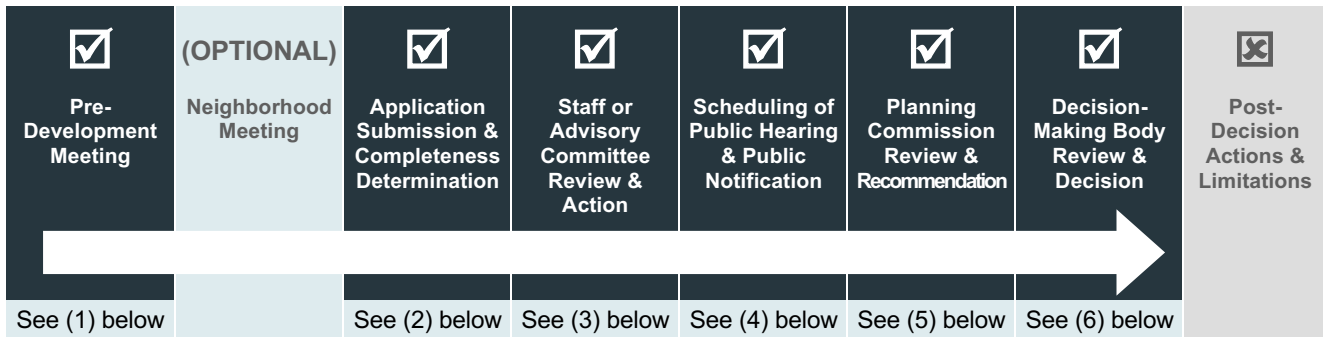 (OPTIONAL)
Pre-
Development
Meeting
Neighborhood
Meeting
Application
Submission &
Completeness
Determination
Staff or
Advisory
Committee
Review &
Action
Scheduling of
Public Hearing
& Public
Notification
Planning
Commission
Review &
Recommendation
Decision-
Making Body
Review &
Decision
Post-
Decision
Actions &
Limitations
See (1) below
See (2) below
See (3) below
See (4) below
See (5) below
See (6) below